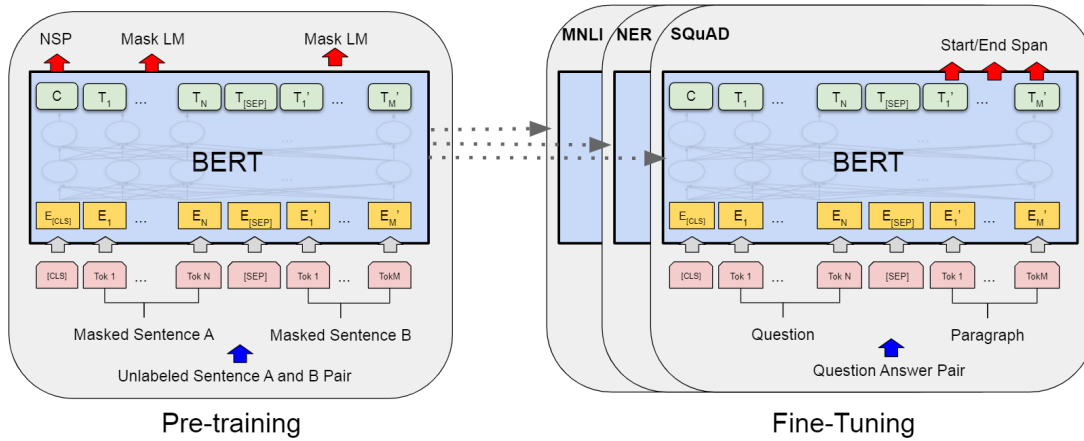 NSP Mask LM Mask LM
C T1 ... TN T[SEP] T1' ... TM'
BERT
E[CLS] E1 ... EN E[SEP] E1' ... EM'
[CLS] Tok 1 ... Tok N [SEP] Tok 1 ... TokM
Masked Sentence A Masked Sentence B
Unlabeled Sentence A and B Pair
Pre-training
MNLI NER SQuAD
Start/End Span
C T1 ... TN T[SEP] T1' ... TM'
BERT
E[CLS] E1 ... EN E[SEP] E1' ... EM'
[CLS] Tok 1 ... Tok N [SEP] Tok 1 ... TokM
Question Paragraph
Question Answer Pair
Fine-Tuning